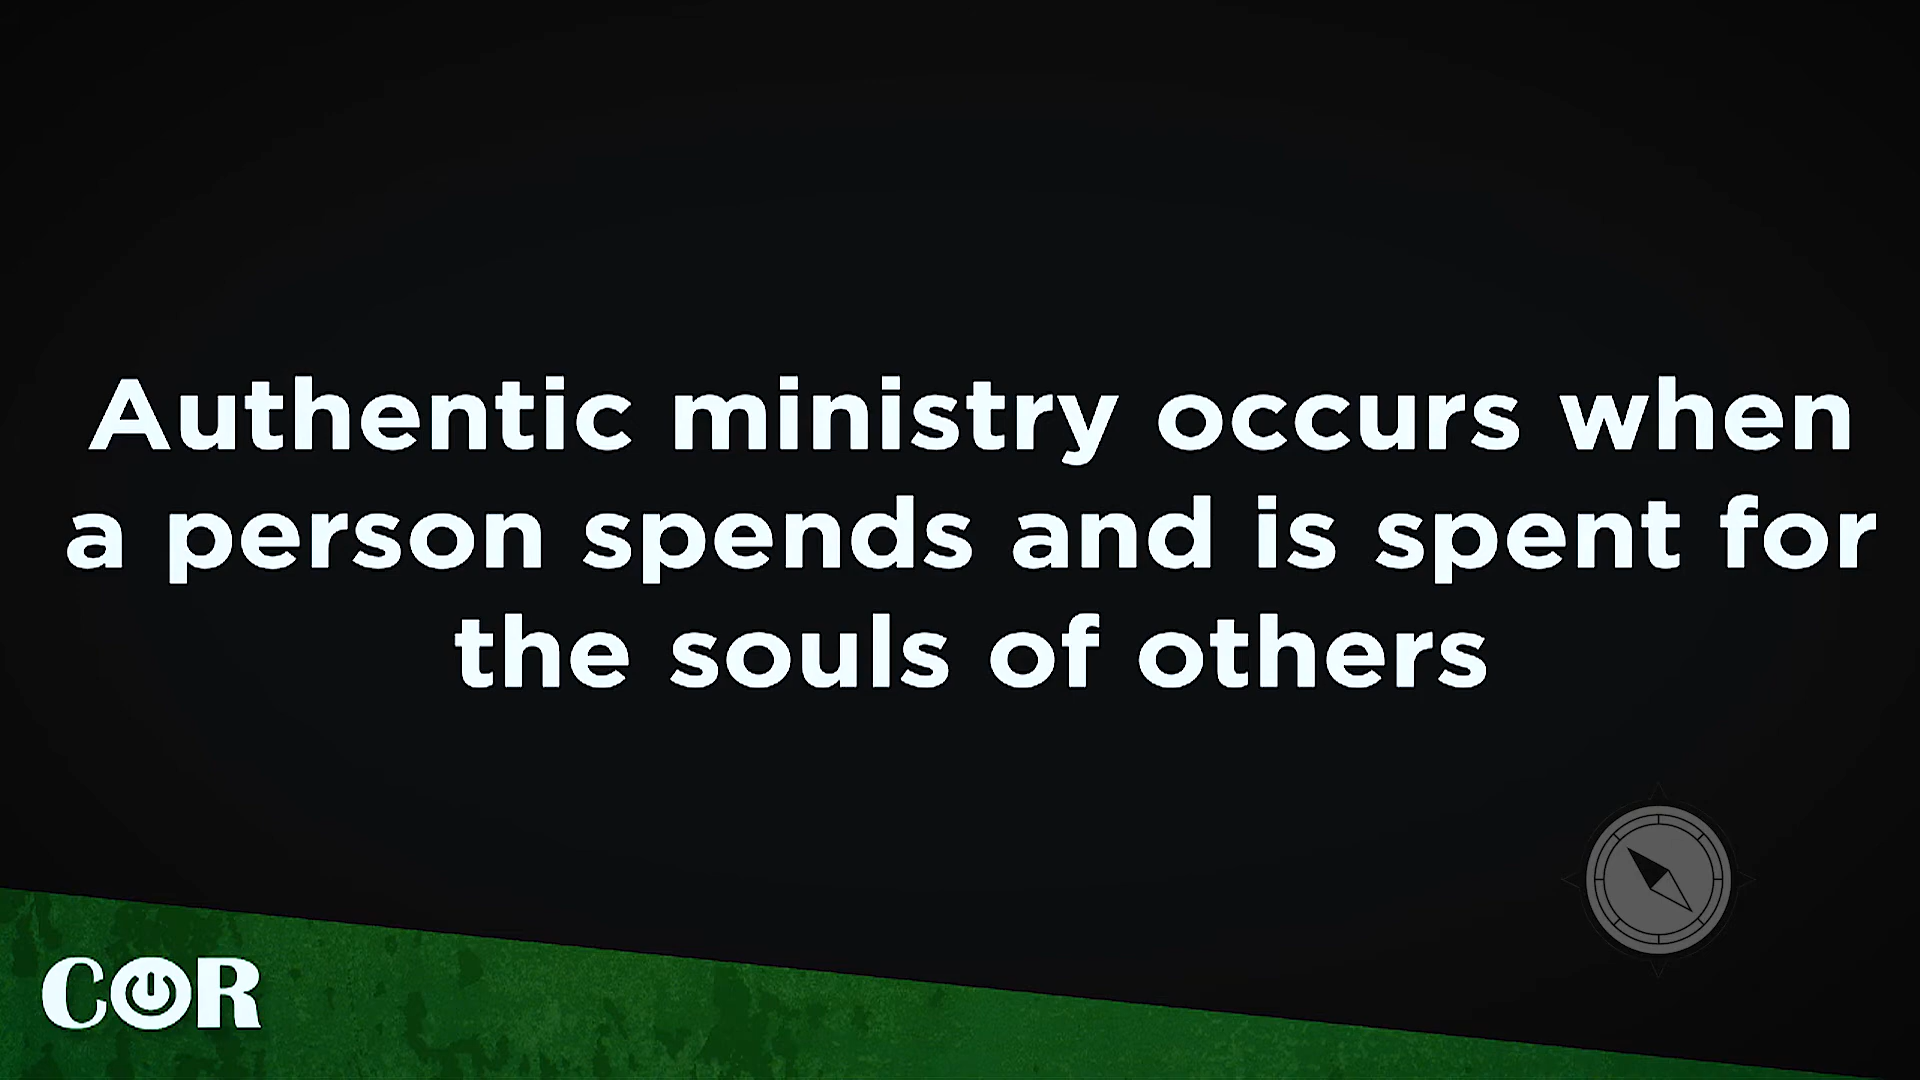 Authentic ministry occurs when
a person spends and is spent for
the souls of others
COR